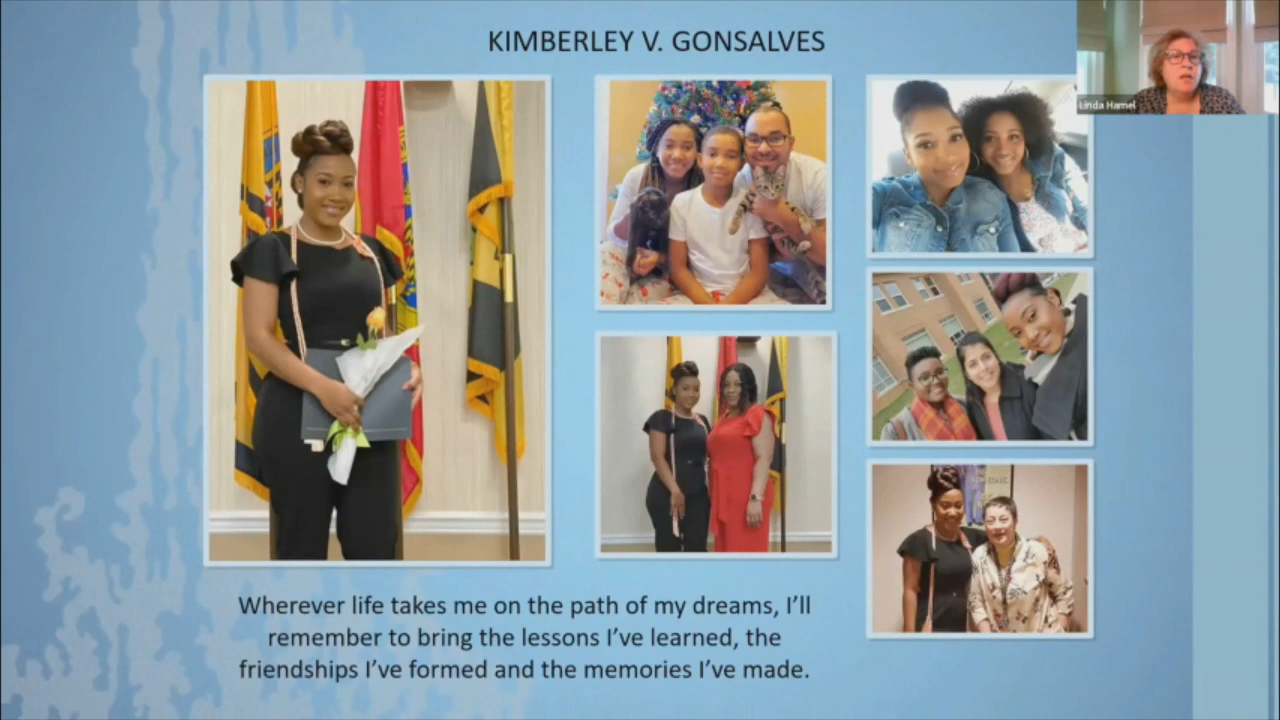 KIMBERLEY V. GONSALVES
Linda Hamel
Wherever life takes me on the path of my dreams, I’ll
remember to bring the lessons I’ve learned, the
friendships I’ve formed and the memories I’ve made.